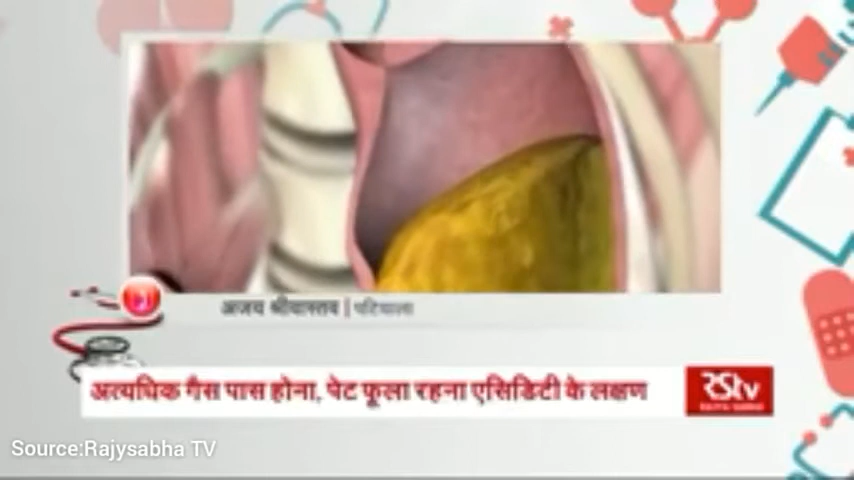 अजय श्रीवास्तव | पटियाला
अत्यधिक गैस पास होना, पेट फूला रहना एसिडिटी के लक्षण
RStv
Source:Rajysabha TV